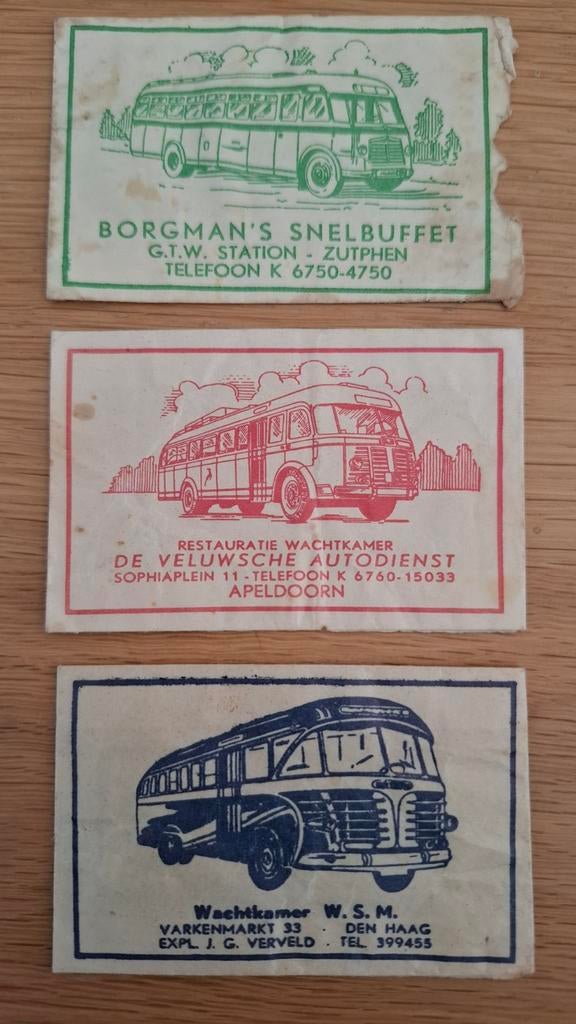 BORGMAN'S SNELBUFFET
G.T.W. STATION - ZUTPHEN
TELEFOON K 6750-4750
RESTAURATIE WACHTKAMER
DE VELUWSCHE AUTODIENST
SOPHIAPLEIN 11 - TELEFOON K 6760-15033
APELDOORN
Wachtkamer W.S.M.
VARKENMARKT 33 · DEN HAAG
EXPL. J. G. VERVELD · TEL 399455